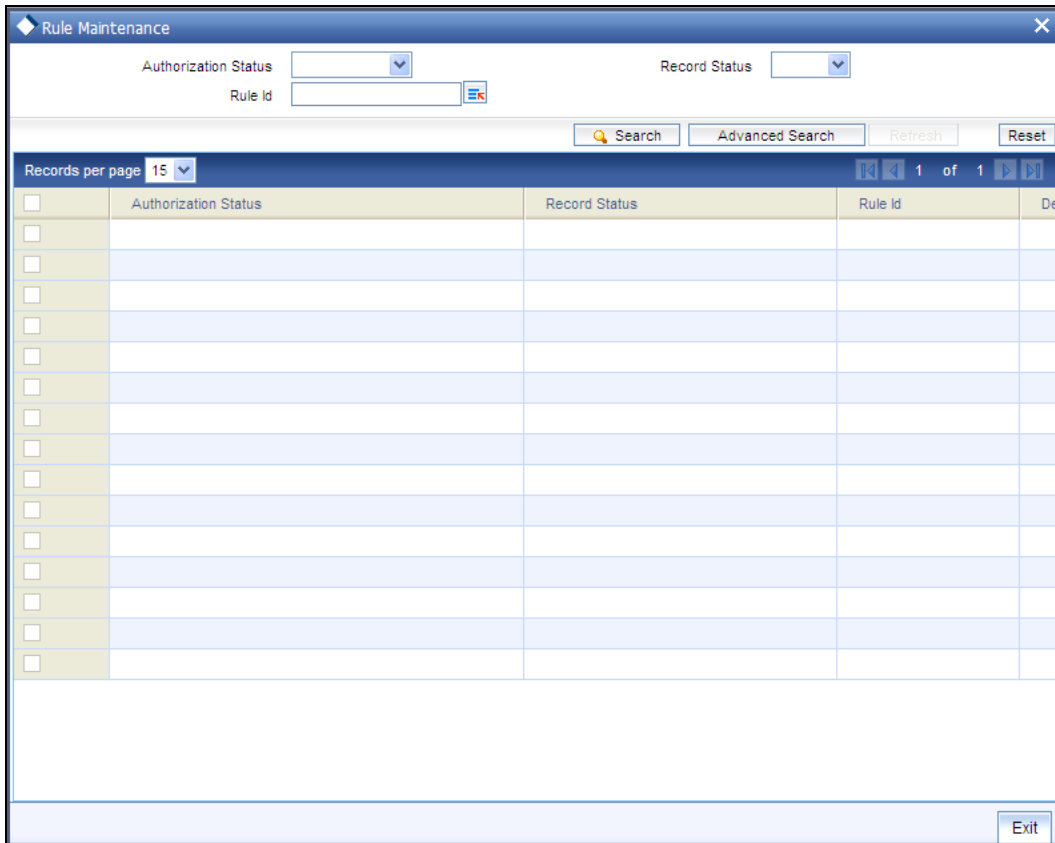 Rule Maintenance
Authorization Status
Record Status
Rule Id
Search
Advanced Search
Refresh
Reset
Records per page 15
1 of 1
Authorization Status
Record Status
Rule Id
De
Exit